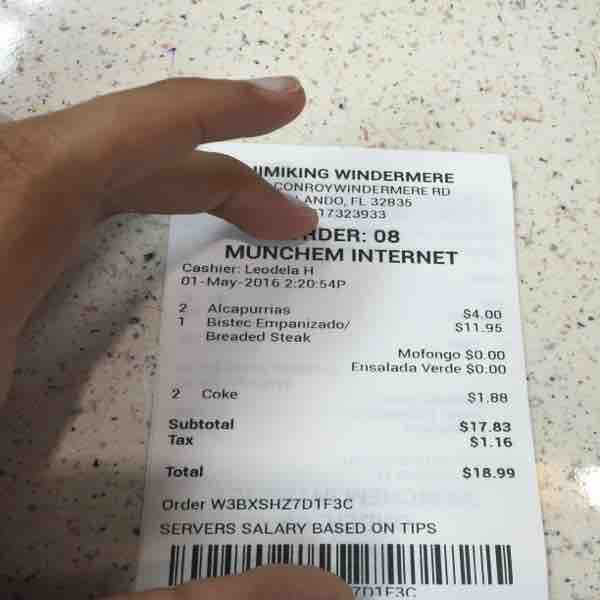 IMIKING WINDERMERE
CONROYWINDERMERE RD
LANDO, FL 32835
17323933
RDER: 08
MUNCHEM INTERNET
Cashier: Leodela H
01-May-2016 2:20:54P
2 Alcapurrias $4.00
1 Bistec Empanizado/ $11.95
Breaded Steak
Mofongo $0.00
Ensalada Verde $0.00
2 Coke $1.88
Subtotal $17.83
Tax $1.16
Total $18.99
Order W3BXSHZ7D1F3C
SERVERS SALARY BASED ON TIPS
7D1F3C